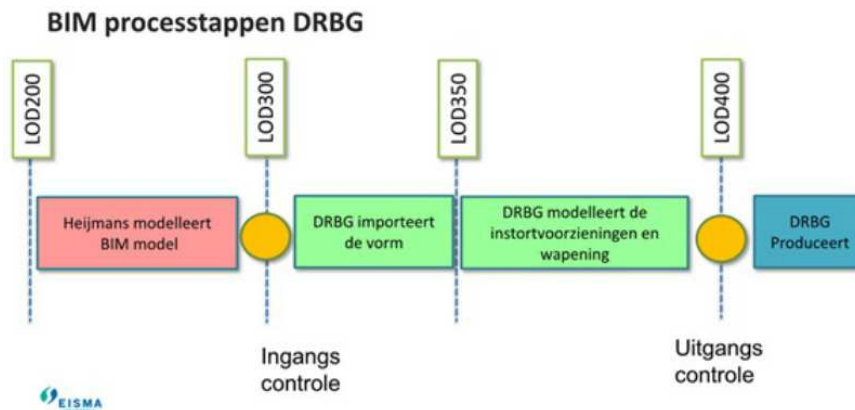 BIM processtappen DRBG
LOD200
LOD300
LOD350
LOD400
Heijmans modelleert
BIM model
DRBG importeert
de vorm
DRBG modelleert de
instortvoorzieningen en
wapening
DRBG
Produceert
Ingangs
controle
Uitgangs
controle
EISMA